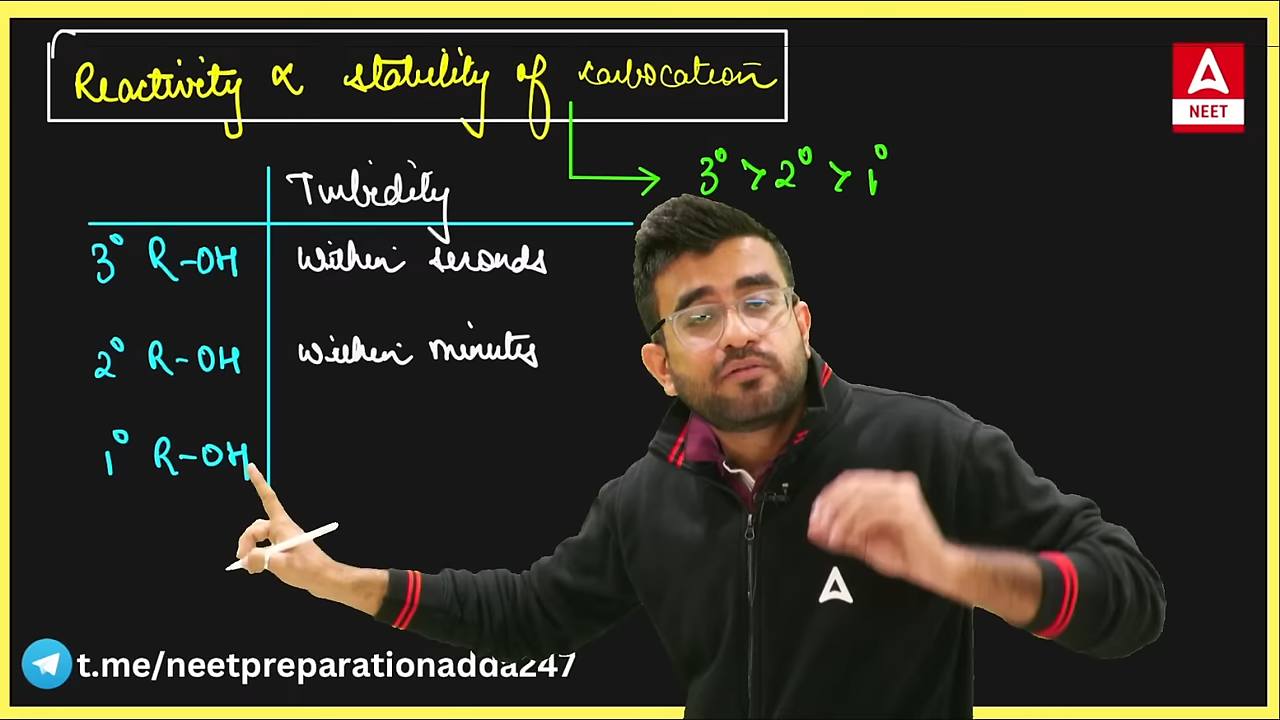 Reactivity ∝ stability of carbocation
NEET
3° > 2° > 1°
Turbidity
3° R-OH within seconds
2° R-OH within minutes
1° R-OH
t.me/neetpreparationadda247